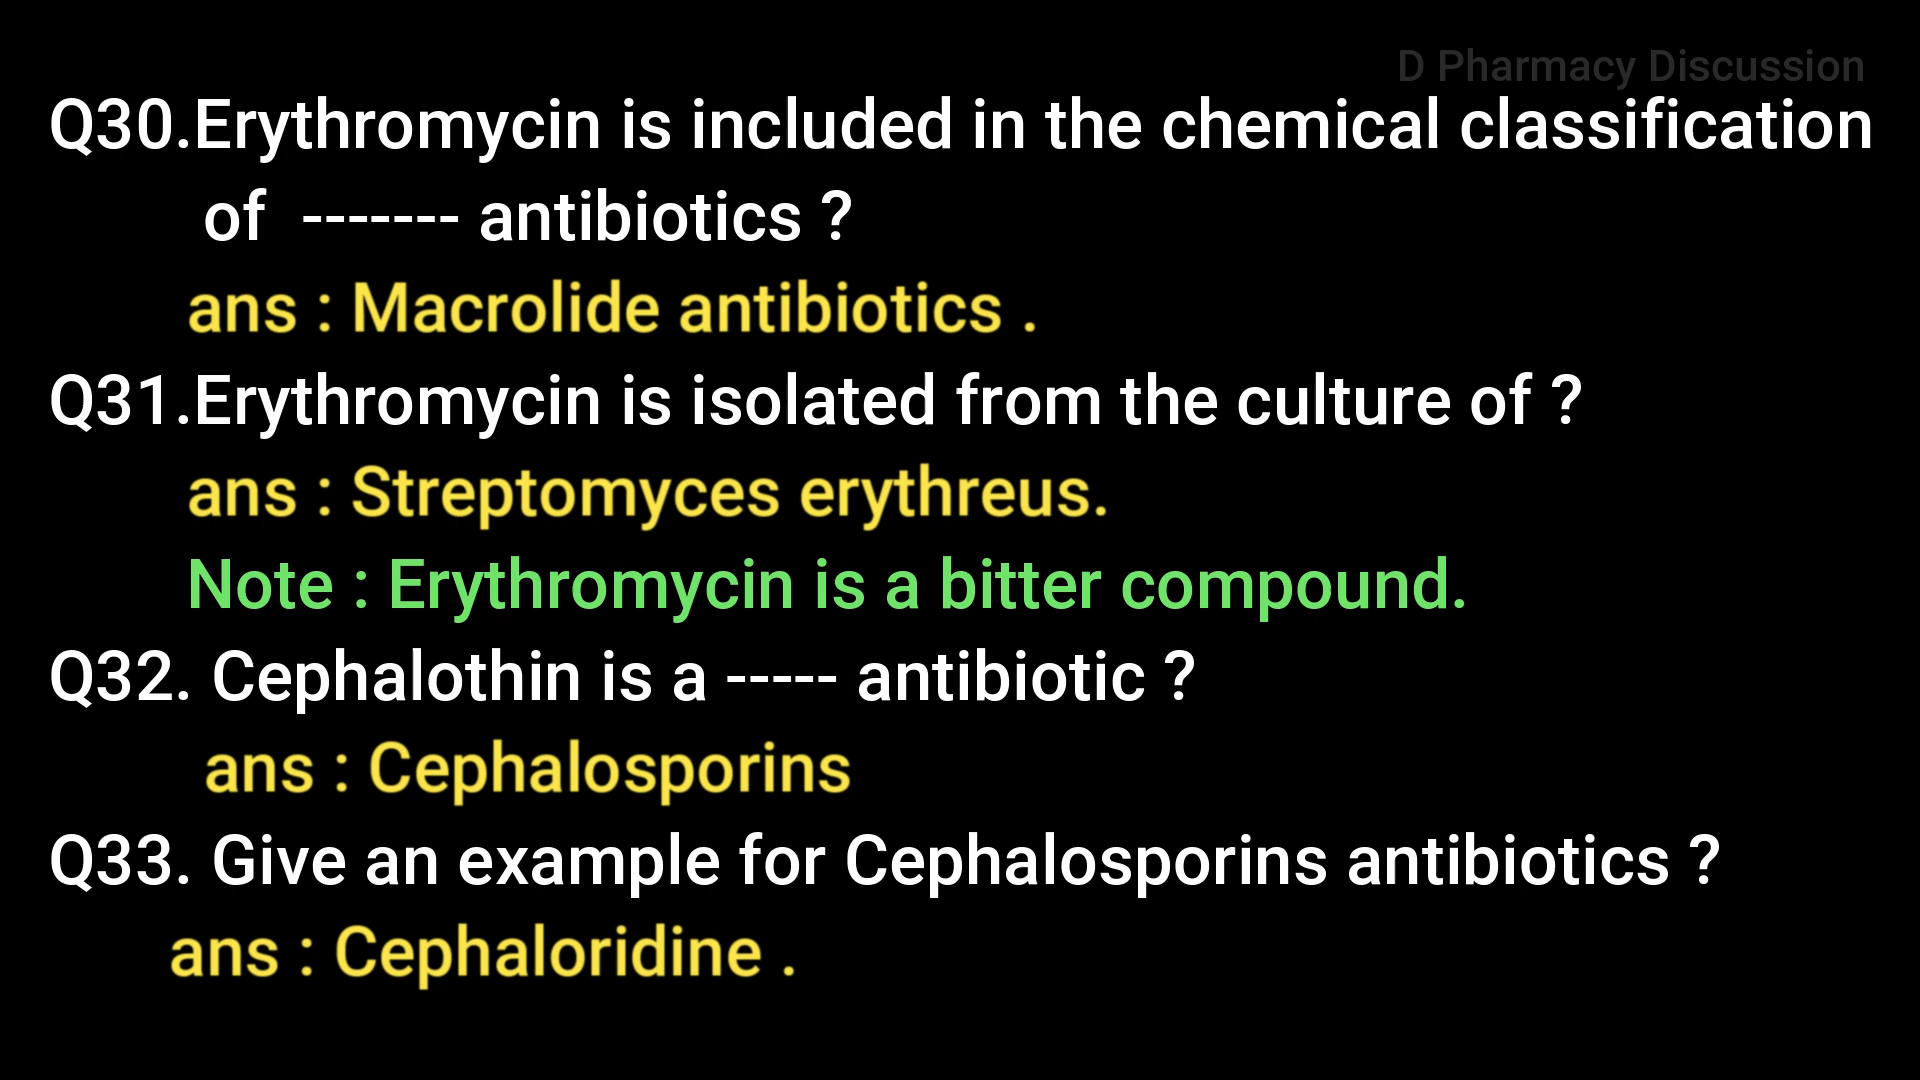 D Pharmacy Discussion
Q30.Erythromycin is included in the chemical classification
of ------- antibiotics ?
ans : Macrolide antibiotics .
Q31.Erythromycin is isolated from the culture of ?
ans : Streptomyces erythreus.
Note : Erythromycin is a bitter compound.
Q32. Cephalothin is a ----- antibiotic ?
ans : Cephalosporins
Q33. Give an example for Cephalosporins antibiotics ?
ans : Cephaloridine .